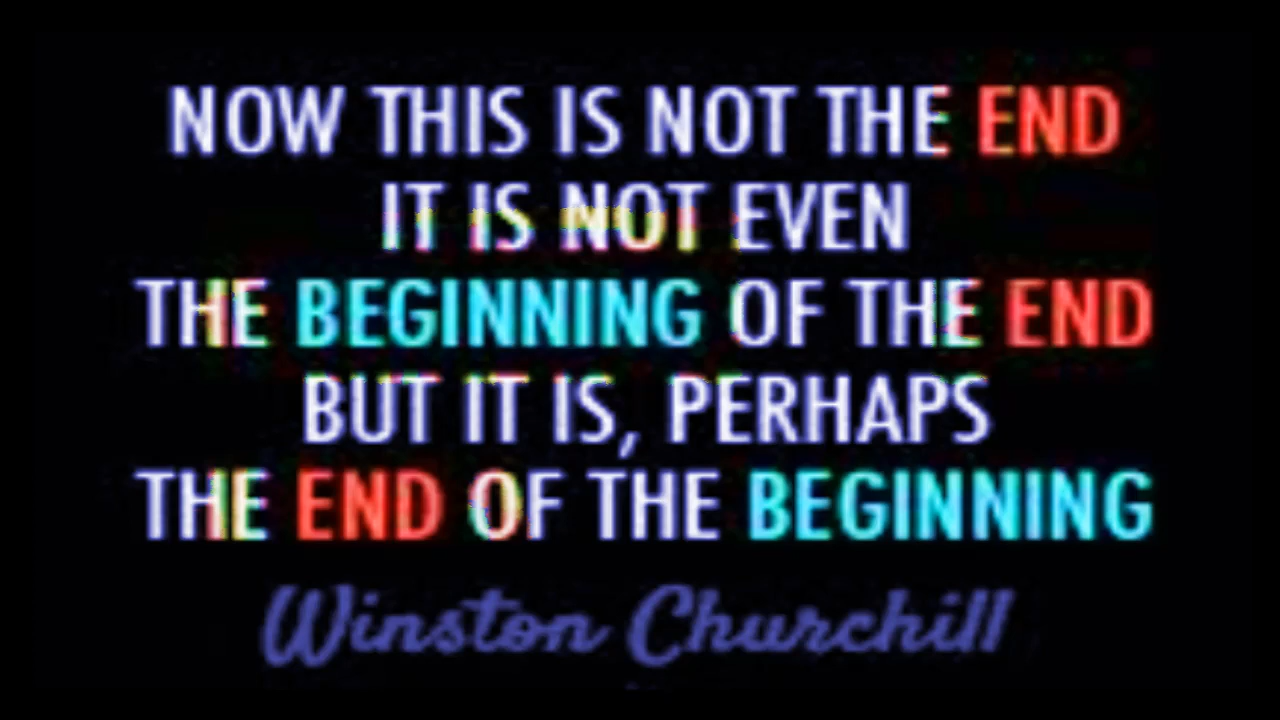 NOW THIS IS NOT THE END
IT IS NOT EVEN
THE BEGINNING OF THE END
BUT IT IS, PERHAPS
THE END OF THE BEGINNING
Winston Churchill